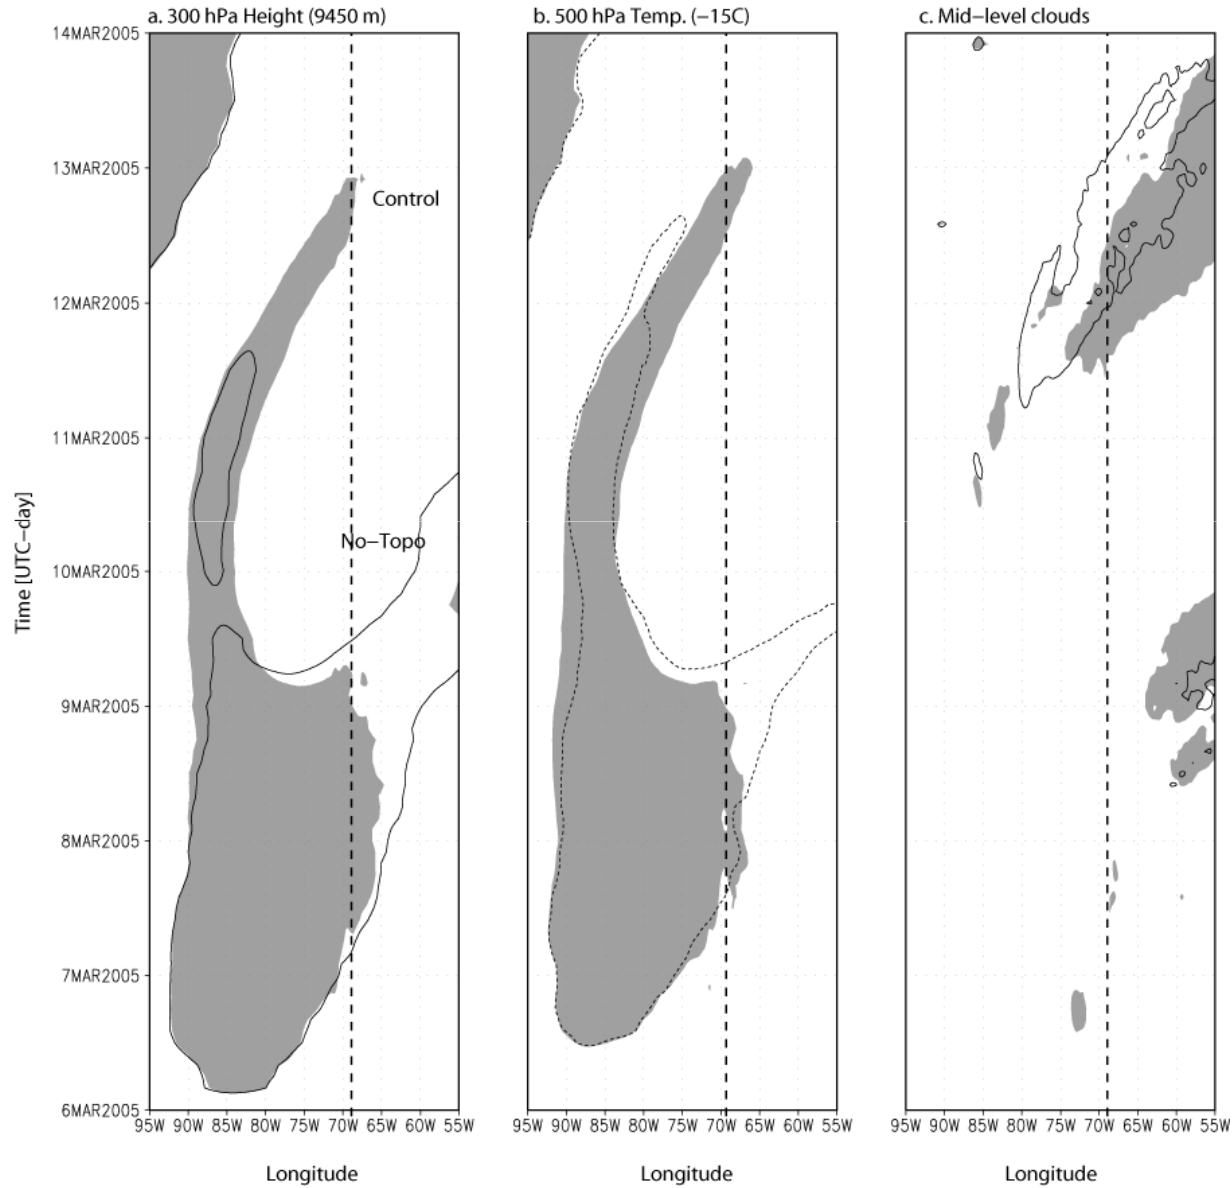 a. 300 hPa Height (9450 m)
b. 500 hPa Temp. (−15C)
c. Mid−level clouds
14MAR2005
13MAR2005
Control
12MAR2005
11MAR2005
Time [UTC−day]
No−Topo
10MAR2005
9MAR2005
8MAR2005
7MAR2005
6MAR2005
95W 90W 85W 80W 75W 70W 65W 60W 55W
95W 90W 85W 80W 75W 70W 65W 60W 55W
95W 90W 85W 80W 75W 70W 65W 60W 55W
Longitude
Longitude
Longitude